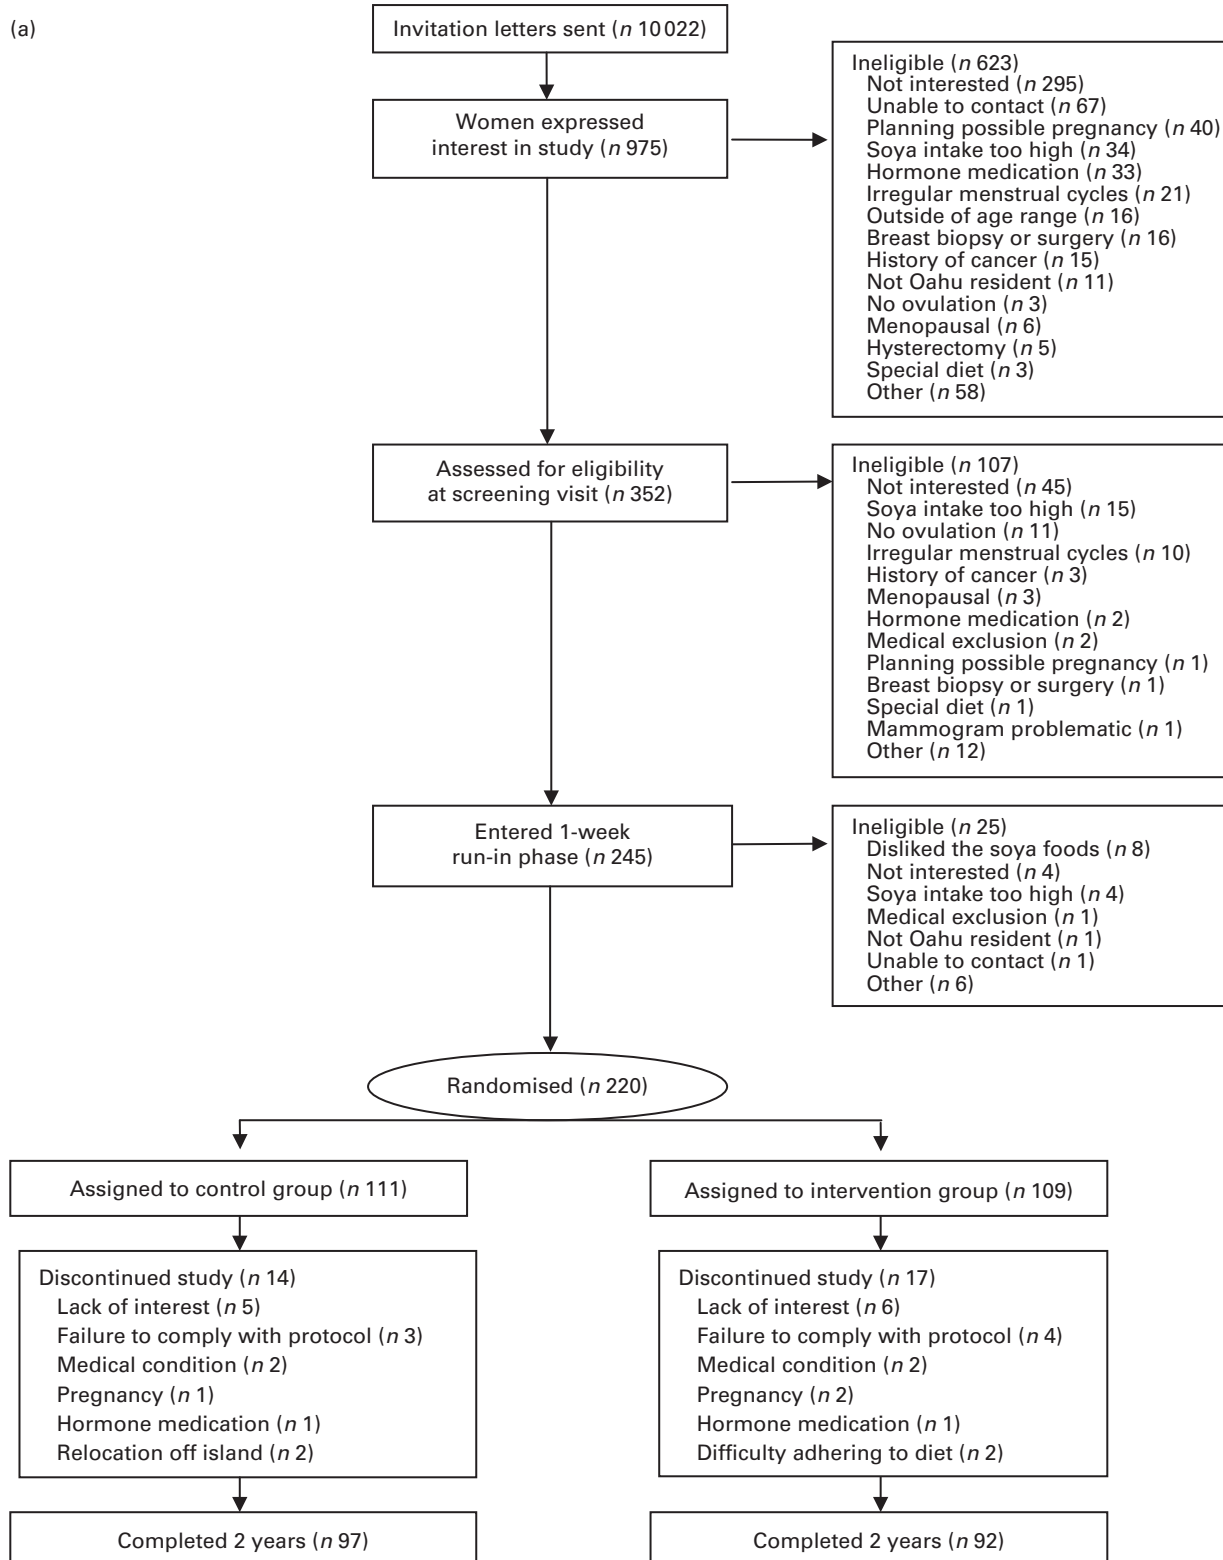 (a)
Invitation letters sent (n 10 022)
Women expressed
interest in study (n 975)
Ineligible (n 623)
Not interested (n 295)
Unable to contact (n 67)
Planning possible pregnancy (n 40)
Soya intake too high (n 34)
Hormone medication (n 33)
Irregular menstrual cycles (n 21)
Outside of age range (n 16)
Breast biopsy or surgery (n 16)
History of cancer (n 15)
Not Oahu resident (n 11)
No ovulation (n 3)
Menopausal (n 6)
Hysterectomy (n 5)
Special diet (n 3)
Other (n 58)
Assessed for eligibility
at screening visit (n 352)
Ineligible (n 107)
Not interested (n 45)
Soya intake too high (n 15)
No ovulation (n 11)
Irregular menstrual cycles (n 10)
History of cancer (n 3)
Menopausal (n 3)
Hormone medication (n 2)
Medical exclusion (n 2)
Planning possible pregnancy (n 1)
Breast biopsy or surgery (n 1)
Special diet (n 1)
Mammogram problematic (n 1)
Other (n 12)
Entered 1-week
run-in phase (n 245)
Ineligible (n 25)
Disliked the soya foods (n 8)
Not interested (n 4)
Soya intake too high (n 4)
Medical exclusion (n 1)
Not Oahu resident (n 1)
Unable to contact (n 1)
Other (n 6)
Randomised (n 220)
Assigned to control group (n 111)
Discontinued study (n 14)
Lack of interest (n 5)
Failure to comply with protocol (n 3)
Medical condition (n 2)
Pregnancy (n 1)
Hormone medication (n 1)
Relocation off island (n 2)
Completed 2 years (n 97)
Assigned to intervention group (n 109)
Discontinued study (n 17)
Lack of interest (n 6)
Failure to comply with protocol (n 4)
Medical condition (n 2)
Pregnancy (n 2)
Hormone medication (n 1)
Difficulty adhering to diet (n 2)
Completed 2 years (n 92)